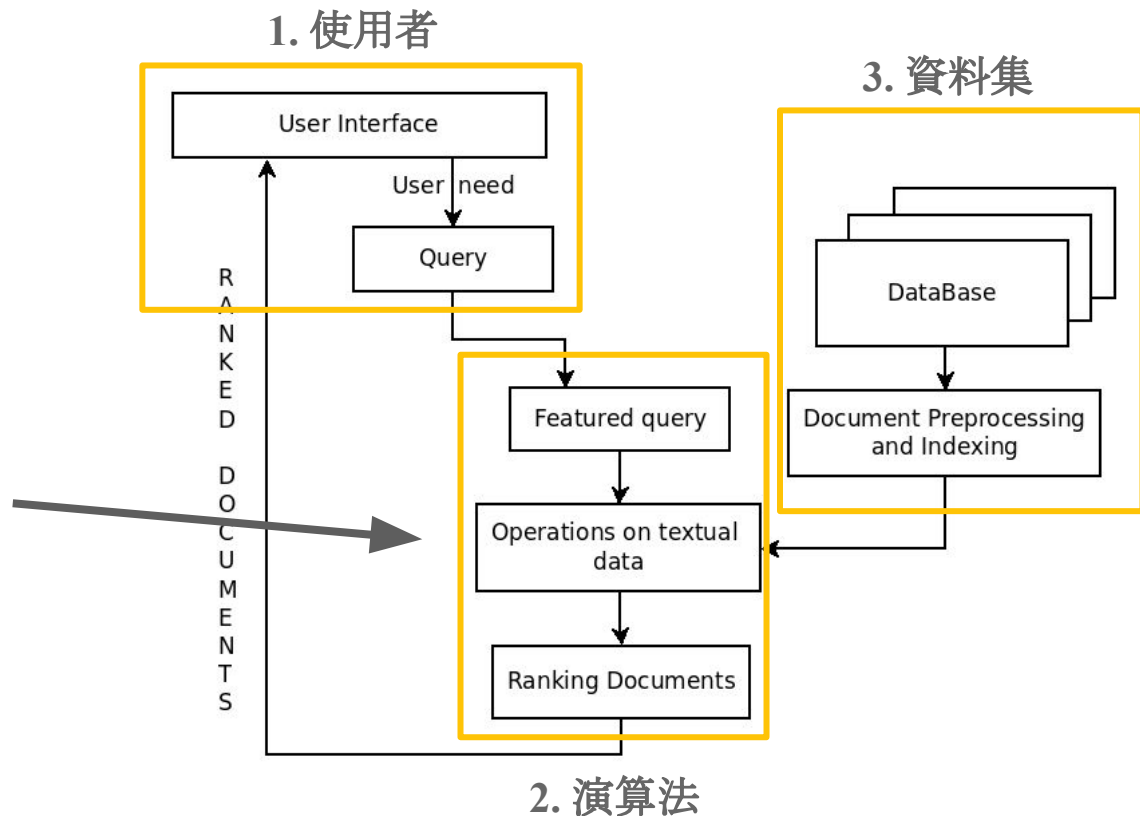 1. 使用者
3. 資料集
User Interface
User need
Query
DataBase
RANKED DOCUMENTS
Featured query
Document Preprocessing
and Indexing
Operations on textual
data
Ranking Documents
2. 演算法